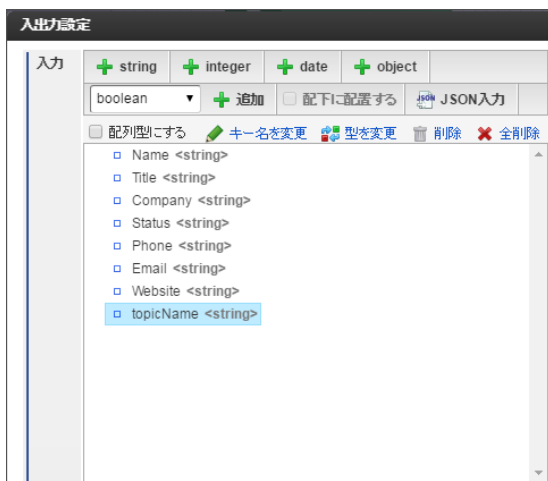 入出力設定
入力
string integer date object
boolean ▼ 追加 配下に配置する JSON入力
配列型にする キー名を変更 型を変更 削除 全削除
Name <string>
Title <string>
Company <string>
Status <string>
Phone <string>
Email <string>
Website <string>
topicName <string>